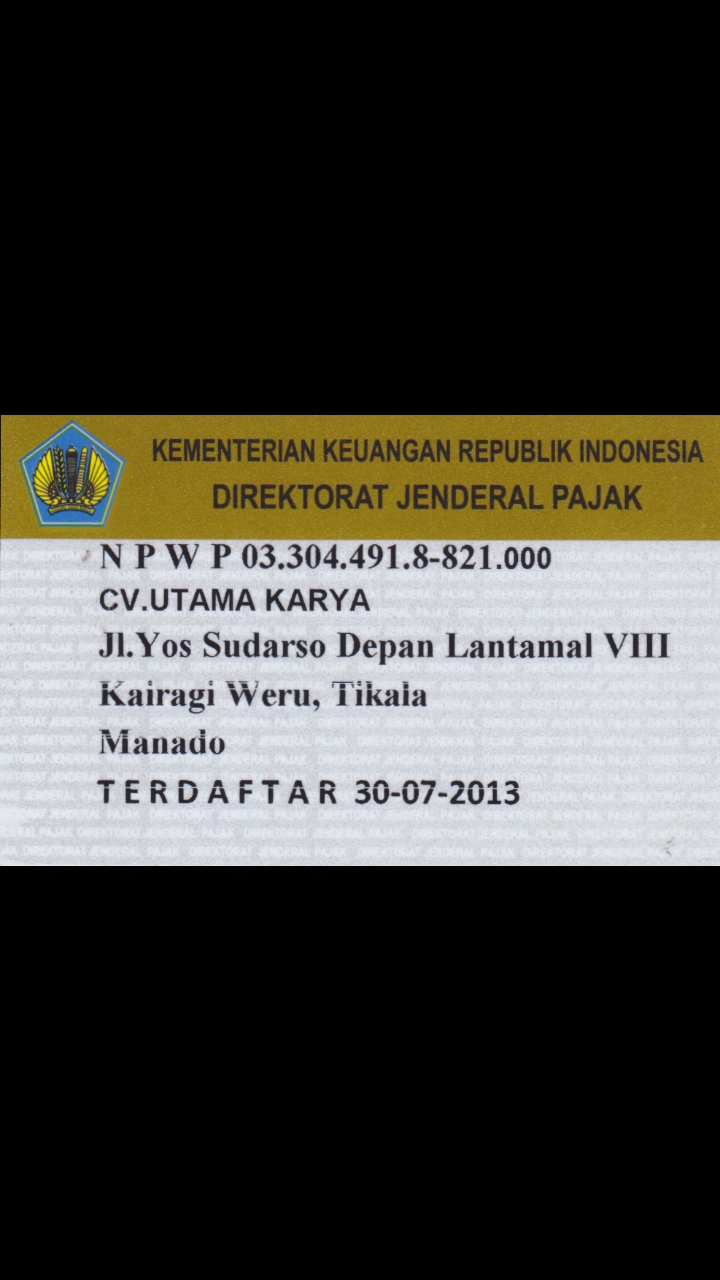 KEMENTERIAN KEUANGAN REPUBLIK INDONESIA
DIREKTORAT JENDERAL PAJAK
N P W P 03.304.491.8-821.000
CV.UTAMA KARYA
Jl.Yos Sudarso Depan Lantamal VIII
Kairagi Weru, Tikala
Manado
T E R D A F T A R 30-07-2013